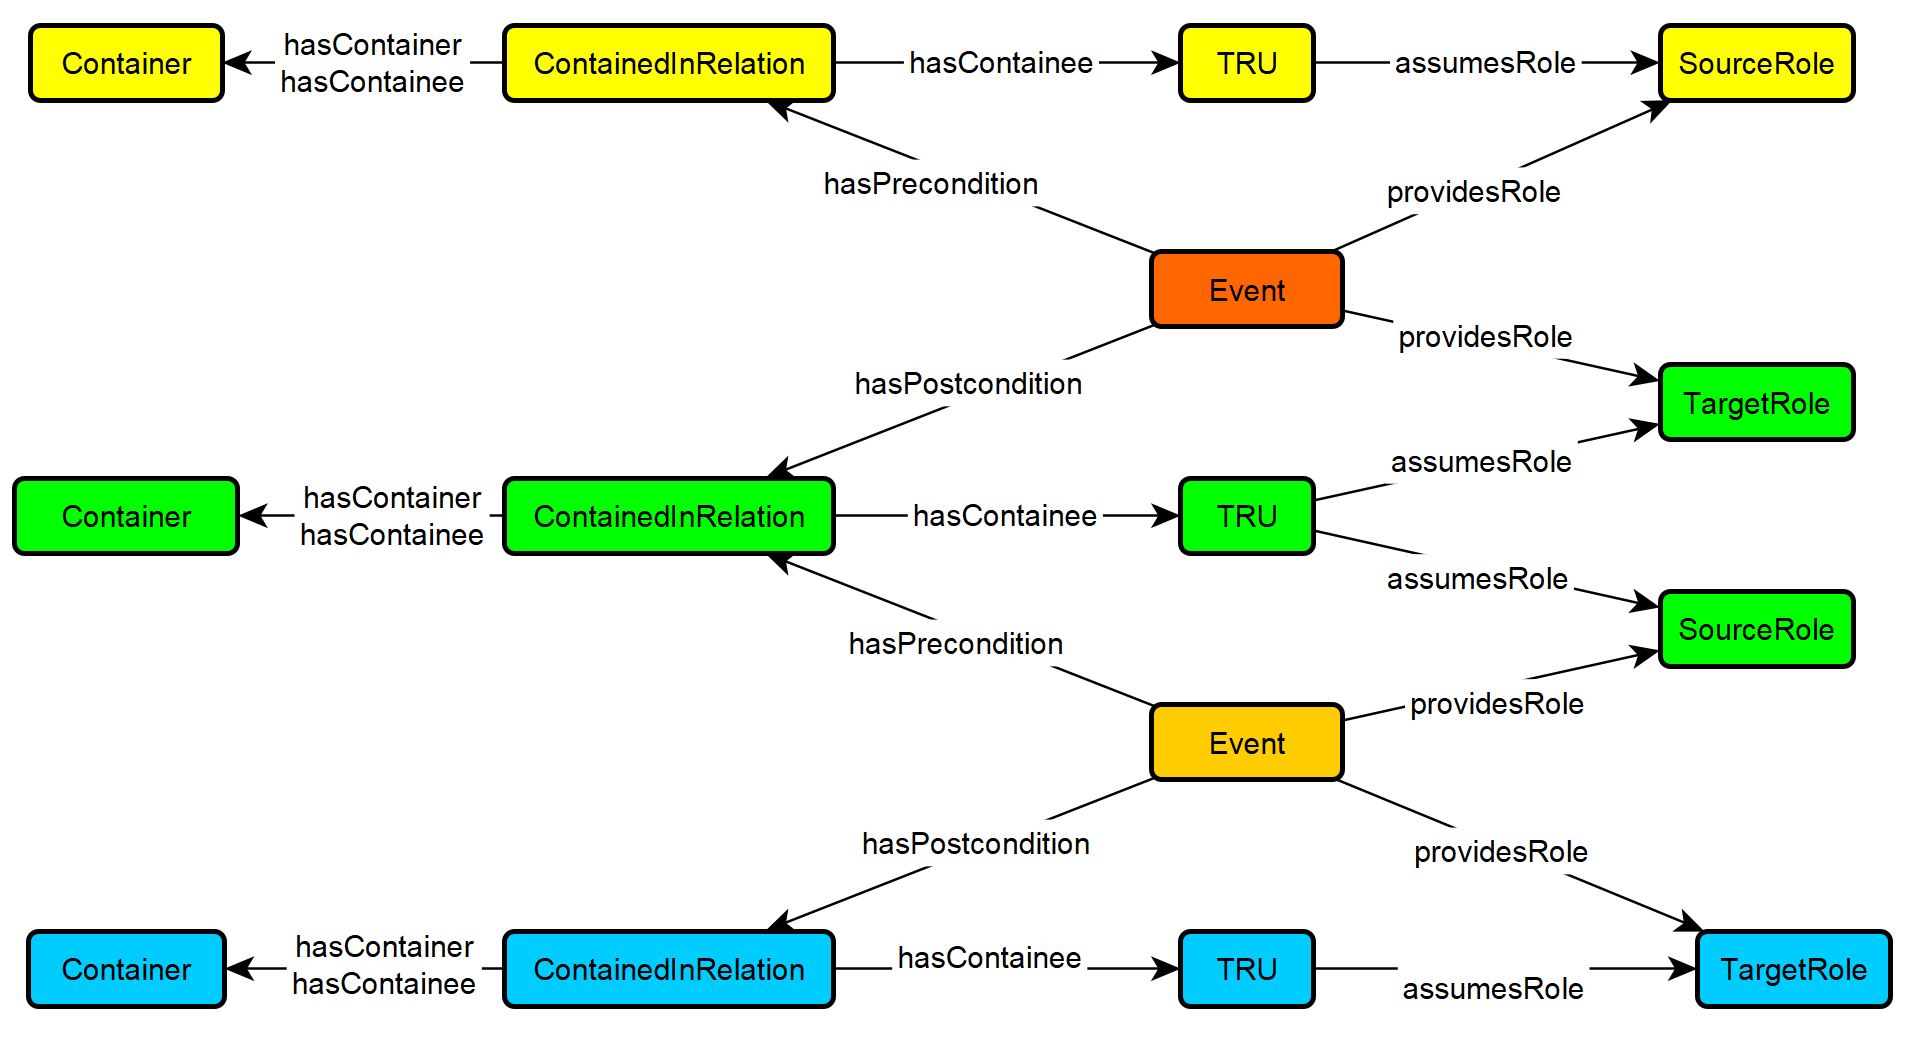 Container
hasContainer
hasContainee
ContainedInRelation
hasContainee
TRU
assumesRole
SourceRole
hasPrecondition
providesRole
Event
providesRole
hasPostcondition
TargetRole
assumesRole
Container
hasContainer
hasContainee
ContainedInRelation
hasContainee
TRU
assumesRole
SourceRole
hasPrecondition
providesRole
Event
hasPostcondition
providesRole
Container
hasContainer
hasContainee
ContainedInRelation
hasContainee
TRU
assumesRole
TargetRole